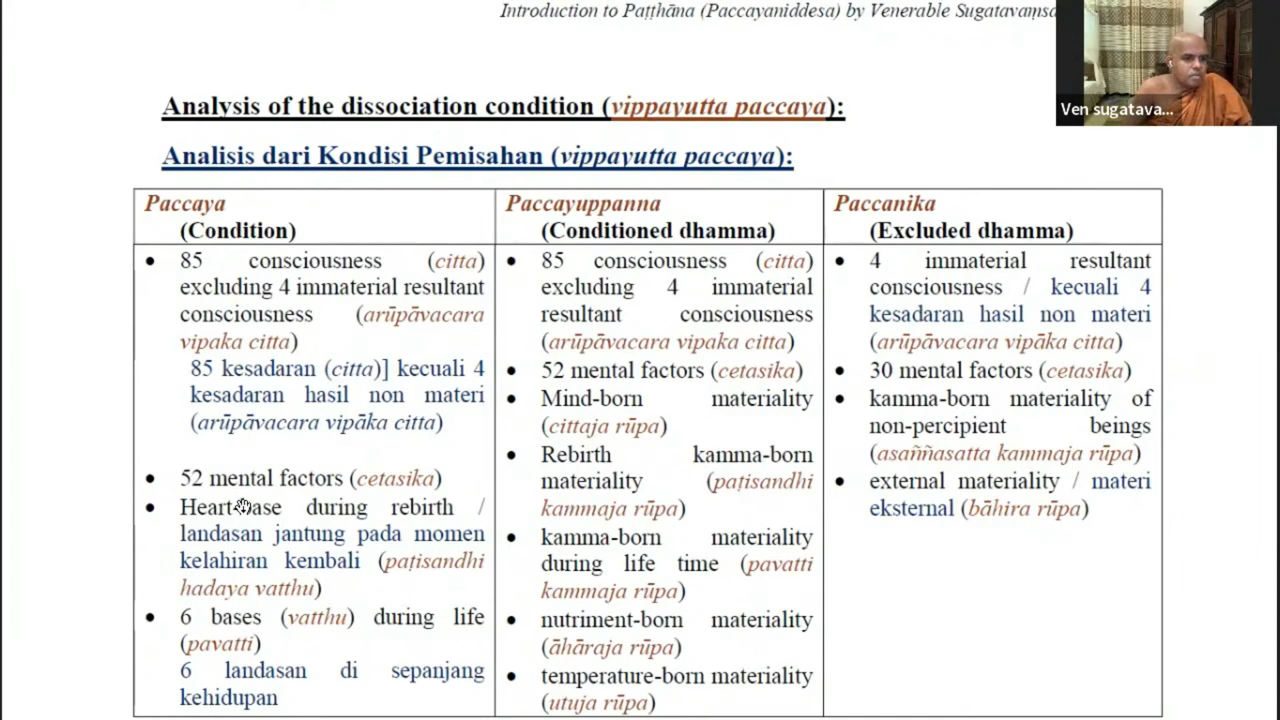 Introduction to Paṭṭhāna (Paccayaniddesa) by Venerable Sugatavaṃsa
Ven sugatava...
Analysis of the dissociation condition (vippayutta paccaya):
Analisis dari Kondisi Pemisahan (vippayutta paccaya):
Paccaya
(Condition)
• 85 consciousness (citta)
excluding 4 immaterial resultant
consciousness (arūpāvacara
vipaka citta)
85 kesadaran (citta)] kecuali 4
kesadaran hasil non materi
(arūpāvacara vipāka citta)
• 52 mental factors (cetasika)
• Heart-base during rebirth /
landasan jantung pada momen
kelahiran kembali (paṭisandhi
hadaya vatthu)
• 6 bases (vatthu) during life
(pavatti)
6 landasan di sepanjang
kehidupan
Paccayuppanna
(Conditioned dhamma)
• 85 consciousness (citta)
excluding 4 immaterial
resultant consciousness
(arūpāvacara vipaka citta)
• 52 mental factors (cetasika)
• Mind-born materiality
(cittaja rūpa)
• Rebirth kamma-born
materiality (paṭisandhi
kammaja rūpa)
• kamma-born materiality
during life time (pavatti
kammaja rūpa)
• nutriment-born materiality
(āhāraja rūpa)
• temperature-born materiality
(utuja rūpa)
Paccanika
(Excluded dhamma)
• 4 immaterial resultant
consciousness / kecuali 4
kesadaran hasil non materi
(arūpāvacara vipāka citta)
• 30 mental factors (cetasika)
• kamma-born materiality of
non-percipient beings
(asaññasatta kammaja rūpa)
• external materiality / materi
eksternal (bāhira rūpa)